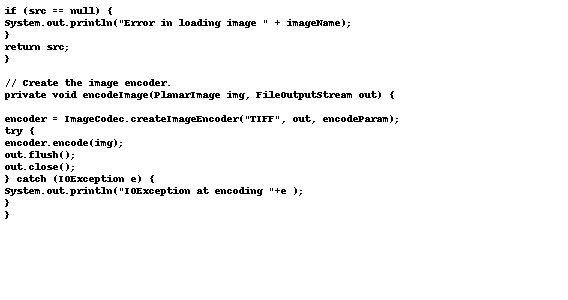 if (src == null) {
System.out.println("Error in loading image " + imageName);
}
return src;
}
// Create the image encoder.
private void encodeImage(PlanarImage img, FileOutputStream out) {
encoder = ImageCodec.createImageEncoder("TIFF", out, encodeParam);
try {
encoder.encode(img);
out.flush();
out.close();
} catch (IOException e) {
System.out.println("IOException at encoding "+e );
}
}